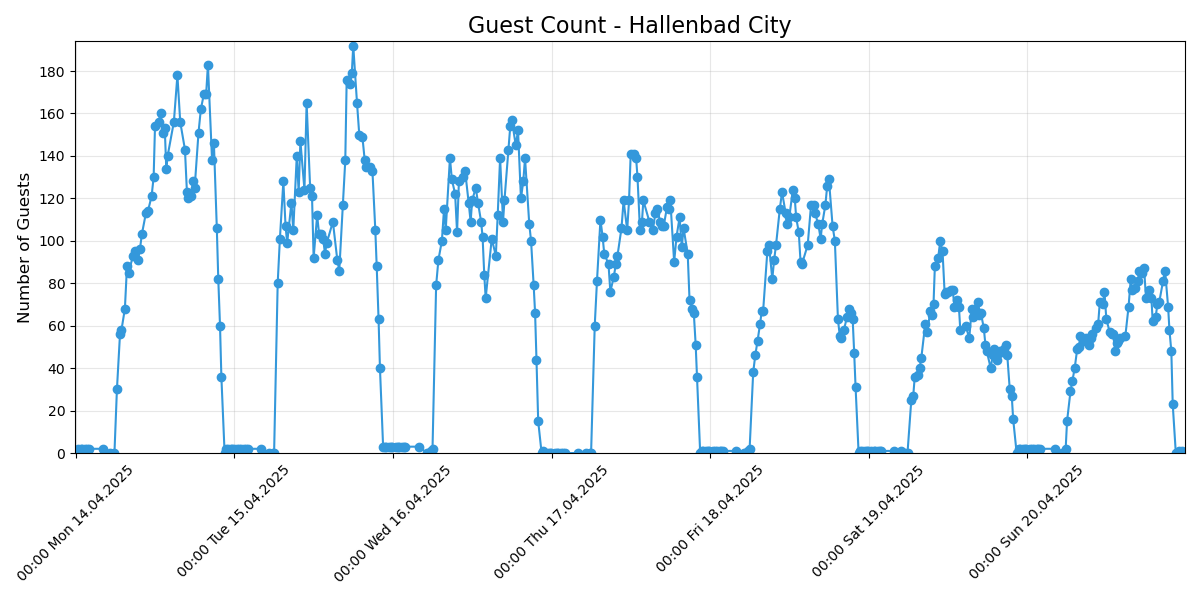 Guest Count - Hallenbad City
Number of Guests
180
160
140
120
100
80
60
40
20
0
00:00 Mon 14.04.2025
00:00 Tue 15.04.2025
00:00 Wed 16.04.2025
00:00 Thu 17.04.2025
00:00 Fri 18.04.2025
00:00 Sat 19.04.2025
00:00 Sun 20.04.2025